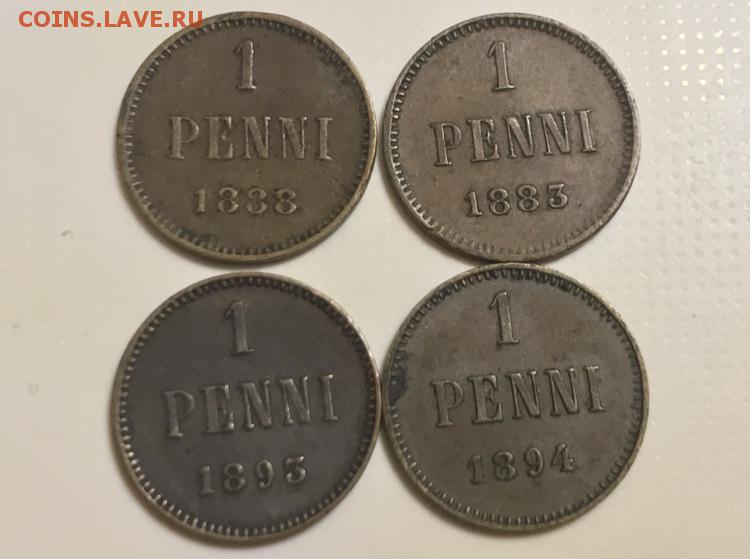 COINS.LAVE.RU
1
PENNI
1888
1
PENNI
1883
1
PENNI
1893
1
PENNI
1894